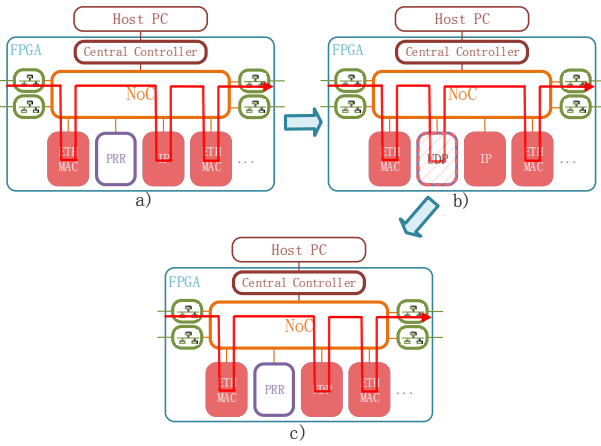 Host PC
FPGA
Central Controller
NoC
ETH
MAC
PRR
IP
ETH
MAC
...
a)
Host PC
FPGA
Central Controller
NoC
ETH
MAC
UDP
IP
ETH
MAC
...
b)
Host PC
FPGA
Central Controller
NoC
ETH
MAC
PRR
UDP
ETH
MAC
...
c)